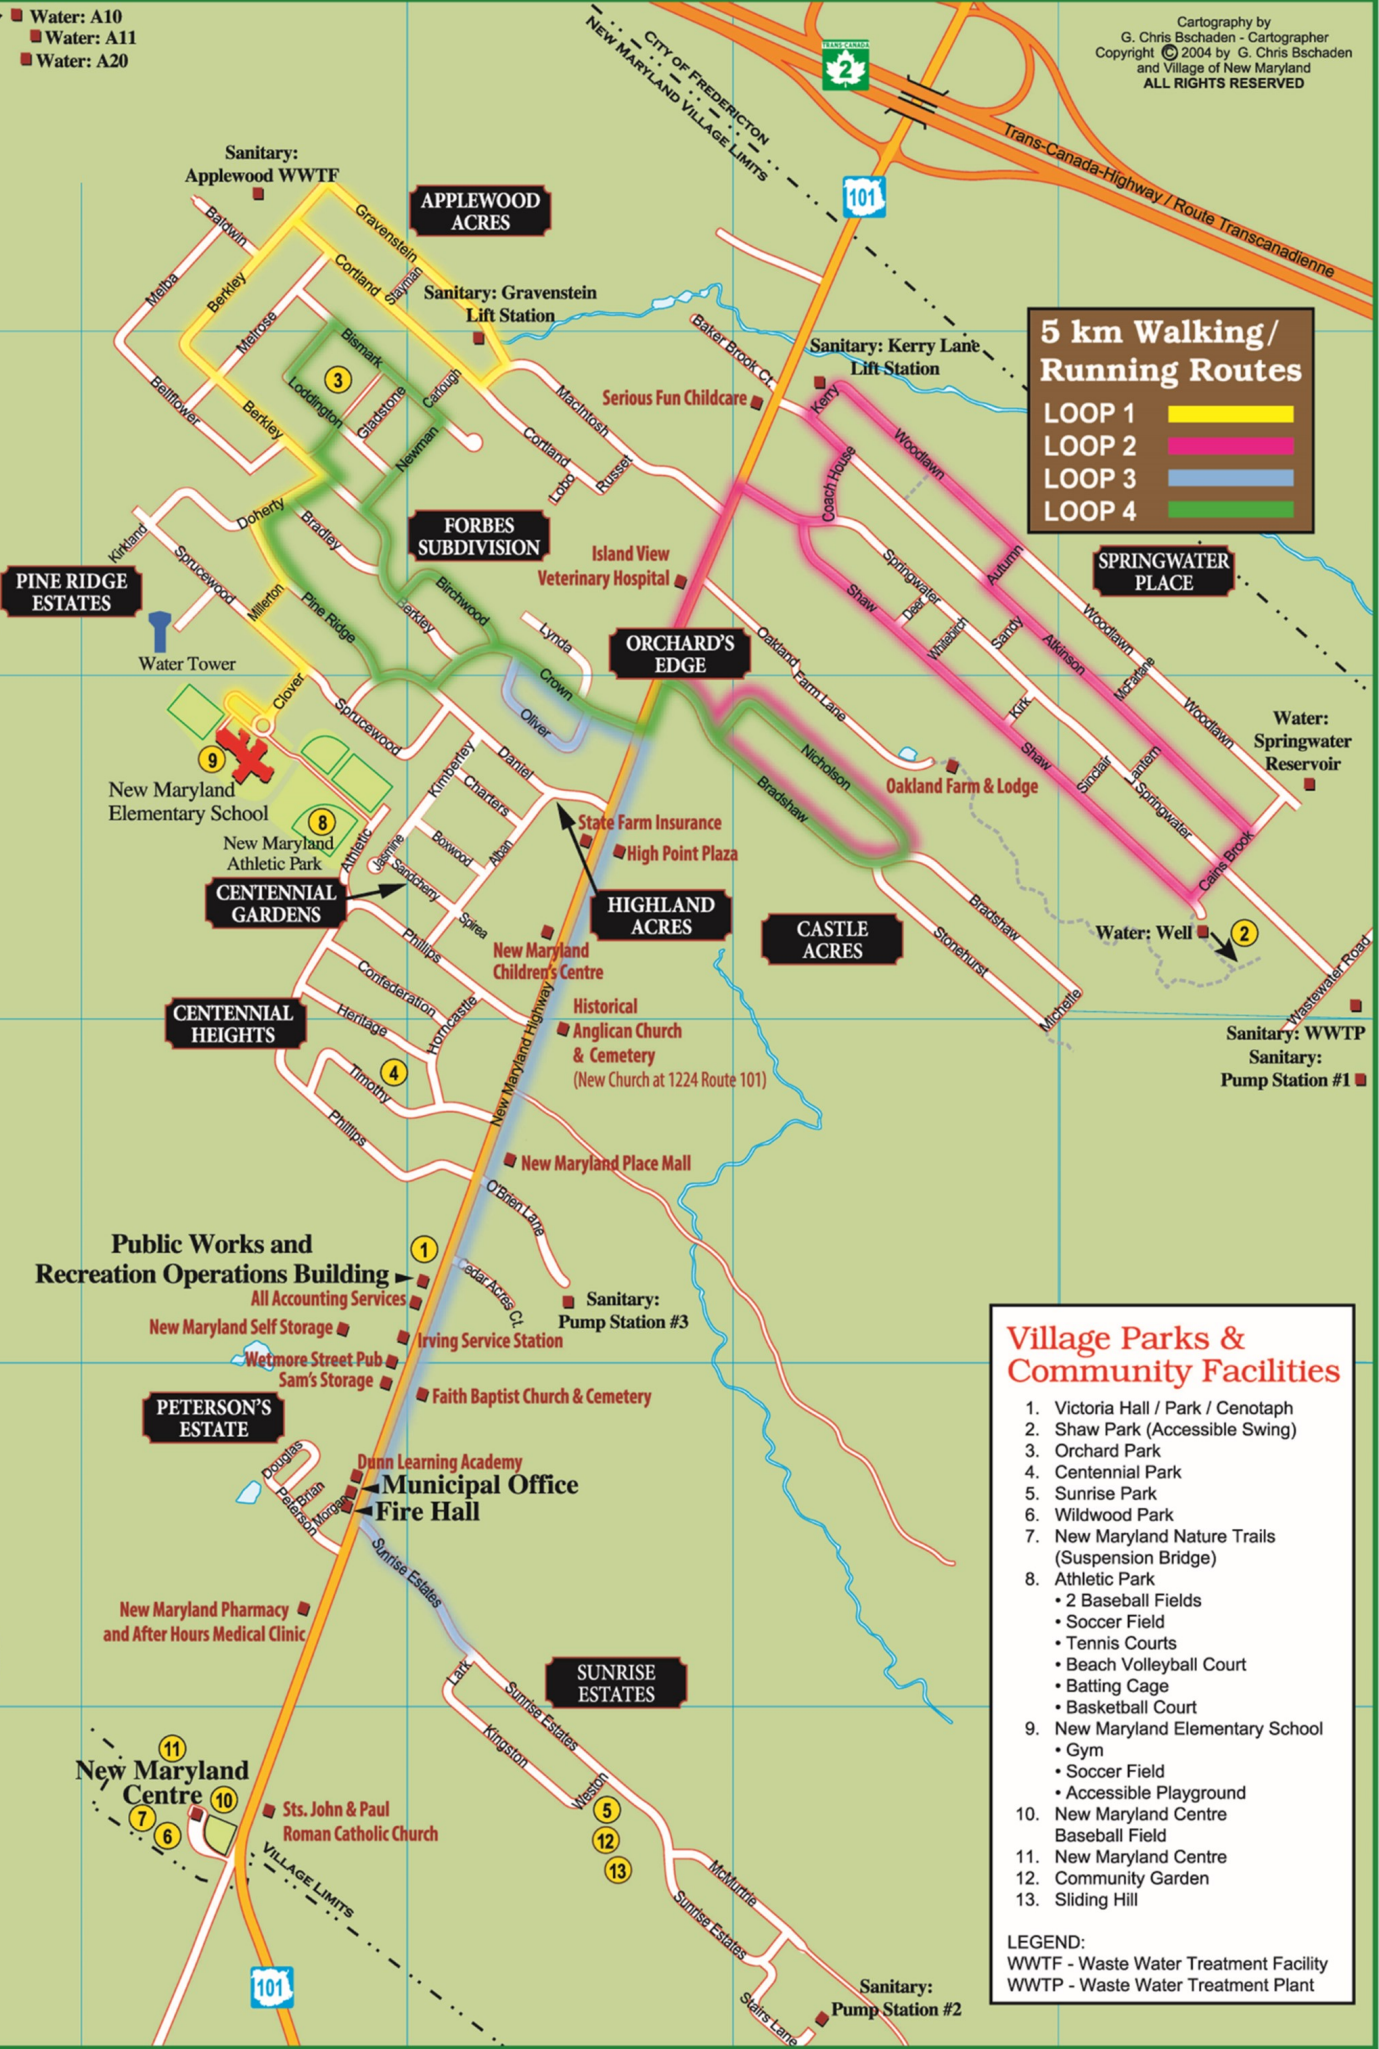 Water: A10
Water: A11
Water: A20
Cartography by
G. Chris Bschaden - Cartographer
Copyright © 2004 by G. Chris Bschaden
and Village of New Maryland
ALL RIGHTS RESERVED
CITY OF FREDERICTON
NEW MARYLAND VILLAGE LIMITS
TRANS-CANADA
2
Trans-Canada-Highway / Route Transcanadienne
101
Sanitary:
Applewood WWTF
APPLEWOOD
ACRES
Baldwin
Gravenstein
Cortland
Slayman
Melba
Berkley
Melrose
Sanitary: Gravenstein
Lift Station
Bismark
3
Loddington
Gladstone
Carlough
Bellflower
Berkley
Newman
MacIntosh
Cortland
Lobo
Russet
Baker Brook Ct.
Sanitary: Kerry Lane
Lift Station
Serious Fun Childcare
Kerry
Woodlawn
Coach House
5 km Walking/
Running Routes
LOOP 1
LOOP 2
LOOP 3
LOOP 4
SPRINGWATER
PLACE
Doherty
Bradley
FORBES
SUBDIVISION
Kirkland
Sprucewood
PINE RIDGE
ESTATES
Water Tower
Millerton
Pine Ridge
Berkley
Birchwood
Lynda
Crown
Oliver
Island View
Veterinary Hospital
ORCHARD'S
EDGE
Oakland Farm Lane
Springwater
Shaw
Deer
Whitebirch
Sandy
Autumn
Atkinson
Woodlawn
McFarlane
Woodlawn
Kirk
Shaw
Sinclair
Lantern
Springwater
Cains Brook
Water:
Springwater
Reservoir
Clover
Sprucewood
9
New Maryland
Elementary School
8
New Maryland
Athletic Park
Athletic
Kimberley
Daniel
Charters
Boxwood
Alban
Jasmine
Sandcherry
Spirea
Nicholson
Bradshaw
Oakland Farm & Lodge
State Farm Insurance
High Point Plaza
CENTENNIAL
GARDENS
HIGHLAND
ACRES
CASTLE
ACRES
Bradshaw
Stonehurst
Michelle
Water: Well
2
Wastewater Road
Sanitary: WWTP
Sanitary:
Pump Station #1
Phillips
New Maryland
Children's Centre
Confederation
Heritage
Horncastle
CENTENNIAL
HEIGHTS
Historical
Anglican Church
& Cemetery
(New Church at 1224 Route 101)
New Maryland Highway
4
Timothy
Phillips
New Maryland Place Mall
O'Brien Lane
Public Works and
Recreation Operations Building
1
Cedar Acres Ct.
All Accounting Services
New Maryland Self Storage
Irving Service Station
Wetmore Street Pub
Sam's Storage
Faith Baptist Church & Cemetery
Sanitary:
Pump Station #3
PETERSON'S
ESTATE
Douglas
Brian
Peterson
Morgan
Dunn Learning Academy
Municipal Office
Fire Hall
Sunrise Estates
New Maryland Pharmacy
and After Hours Medical Clinic
SUNRISE
ESTATES
Lark
Sunrise Estates
Kingston
Weston
5
12
13
11
New Maryland
Centre
10
7
6
Sts. John & Paul
Roman Catholic Church
VILLAGE LIMITS
101
McMurtrie
Sunrise Estates
Stairs Lane
Sanitary:
Pump Station #2
Village Parks &
Community Facilities
1. Victoria Hall / Park / Cenotaph
2. Shaw Park (Accessible Swing)
3. Orchard Park
4. Centennial Park
5. Sunrise Park
6. Wildwood Park
7. New Maryland Nature Trails
(Suspension Bridge)
8. Athletic Park
• 2 Baseball Fields
• Soccer Field
• Tennis Courts
• Beach Volleyball Court
• Batting Cage
• Basketball Court
9. New Maryland Elementary School
• Gym
• Soccer Field
• Accessible Playground
10. New Maryland Centre
Baseball Field
11. New Maryland Centre
12. Community Garden
13. Sliding Hill
LEGEND:
WWTF - Waste Water Treatment Facility
WWTP - Waste Water Treatment Plant